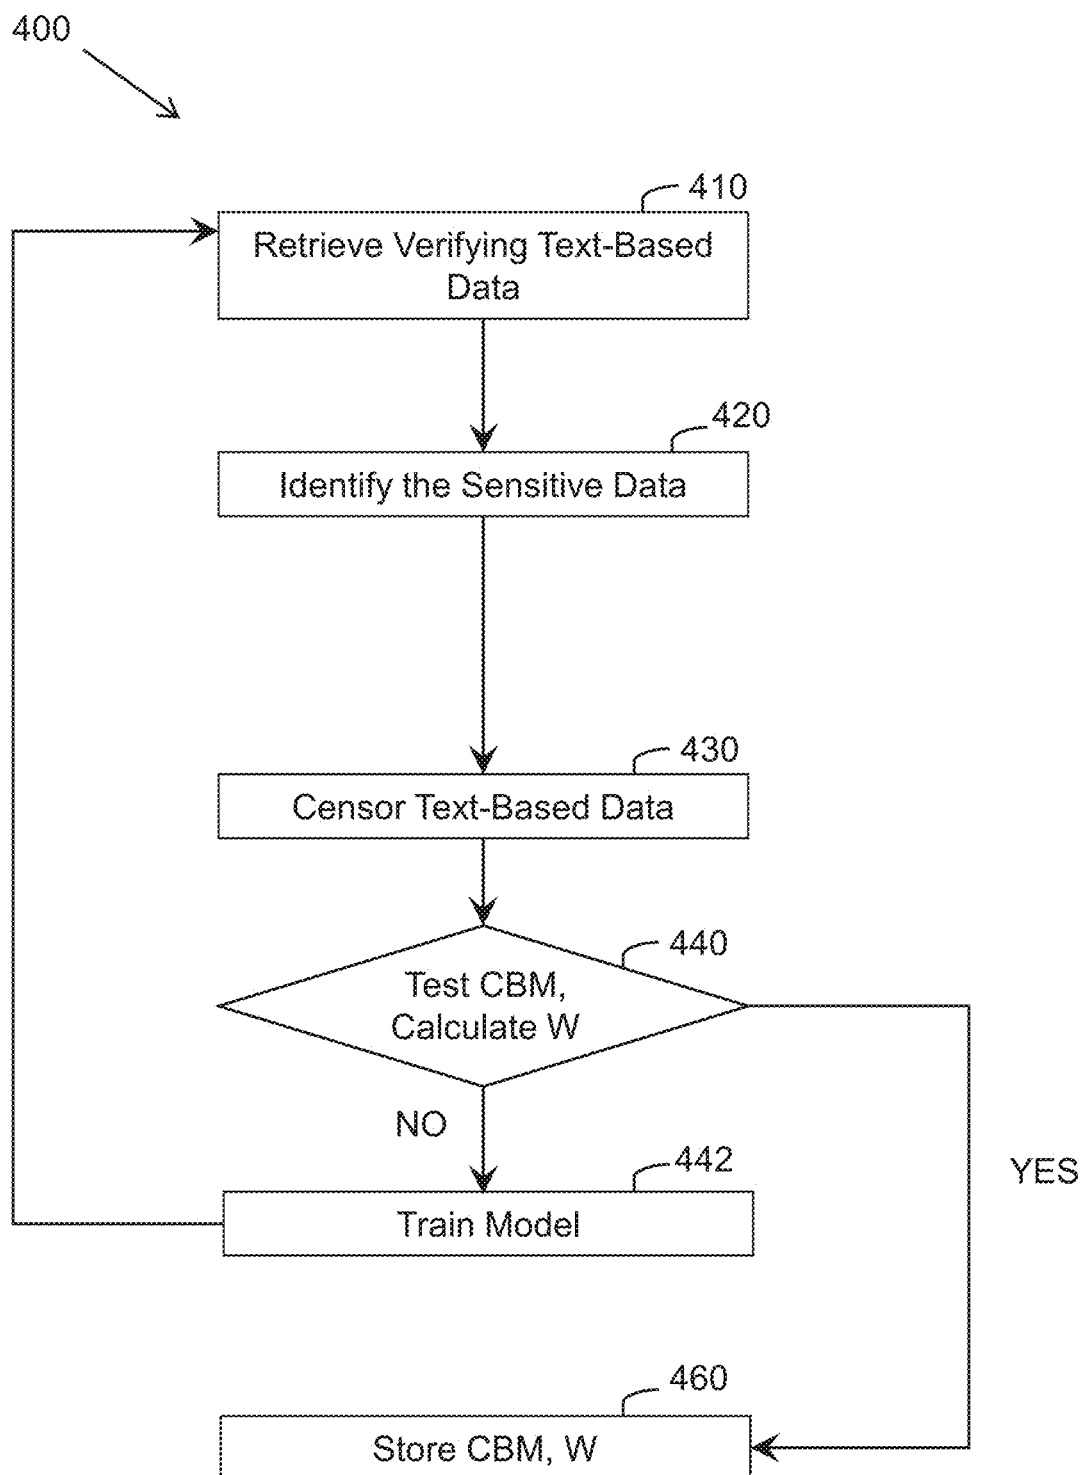 400
410
Retrieve Verifying Text-Based
Data
420
Identify the Sensitive Data
430
Censor Text-Based Data
440
Test CBM,
Calculate W
NO
442
Train Model
YES
460
Store CBM, W